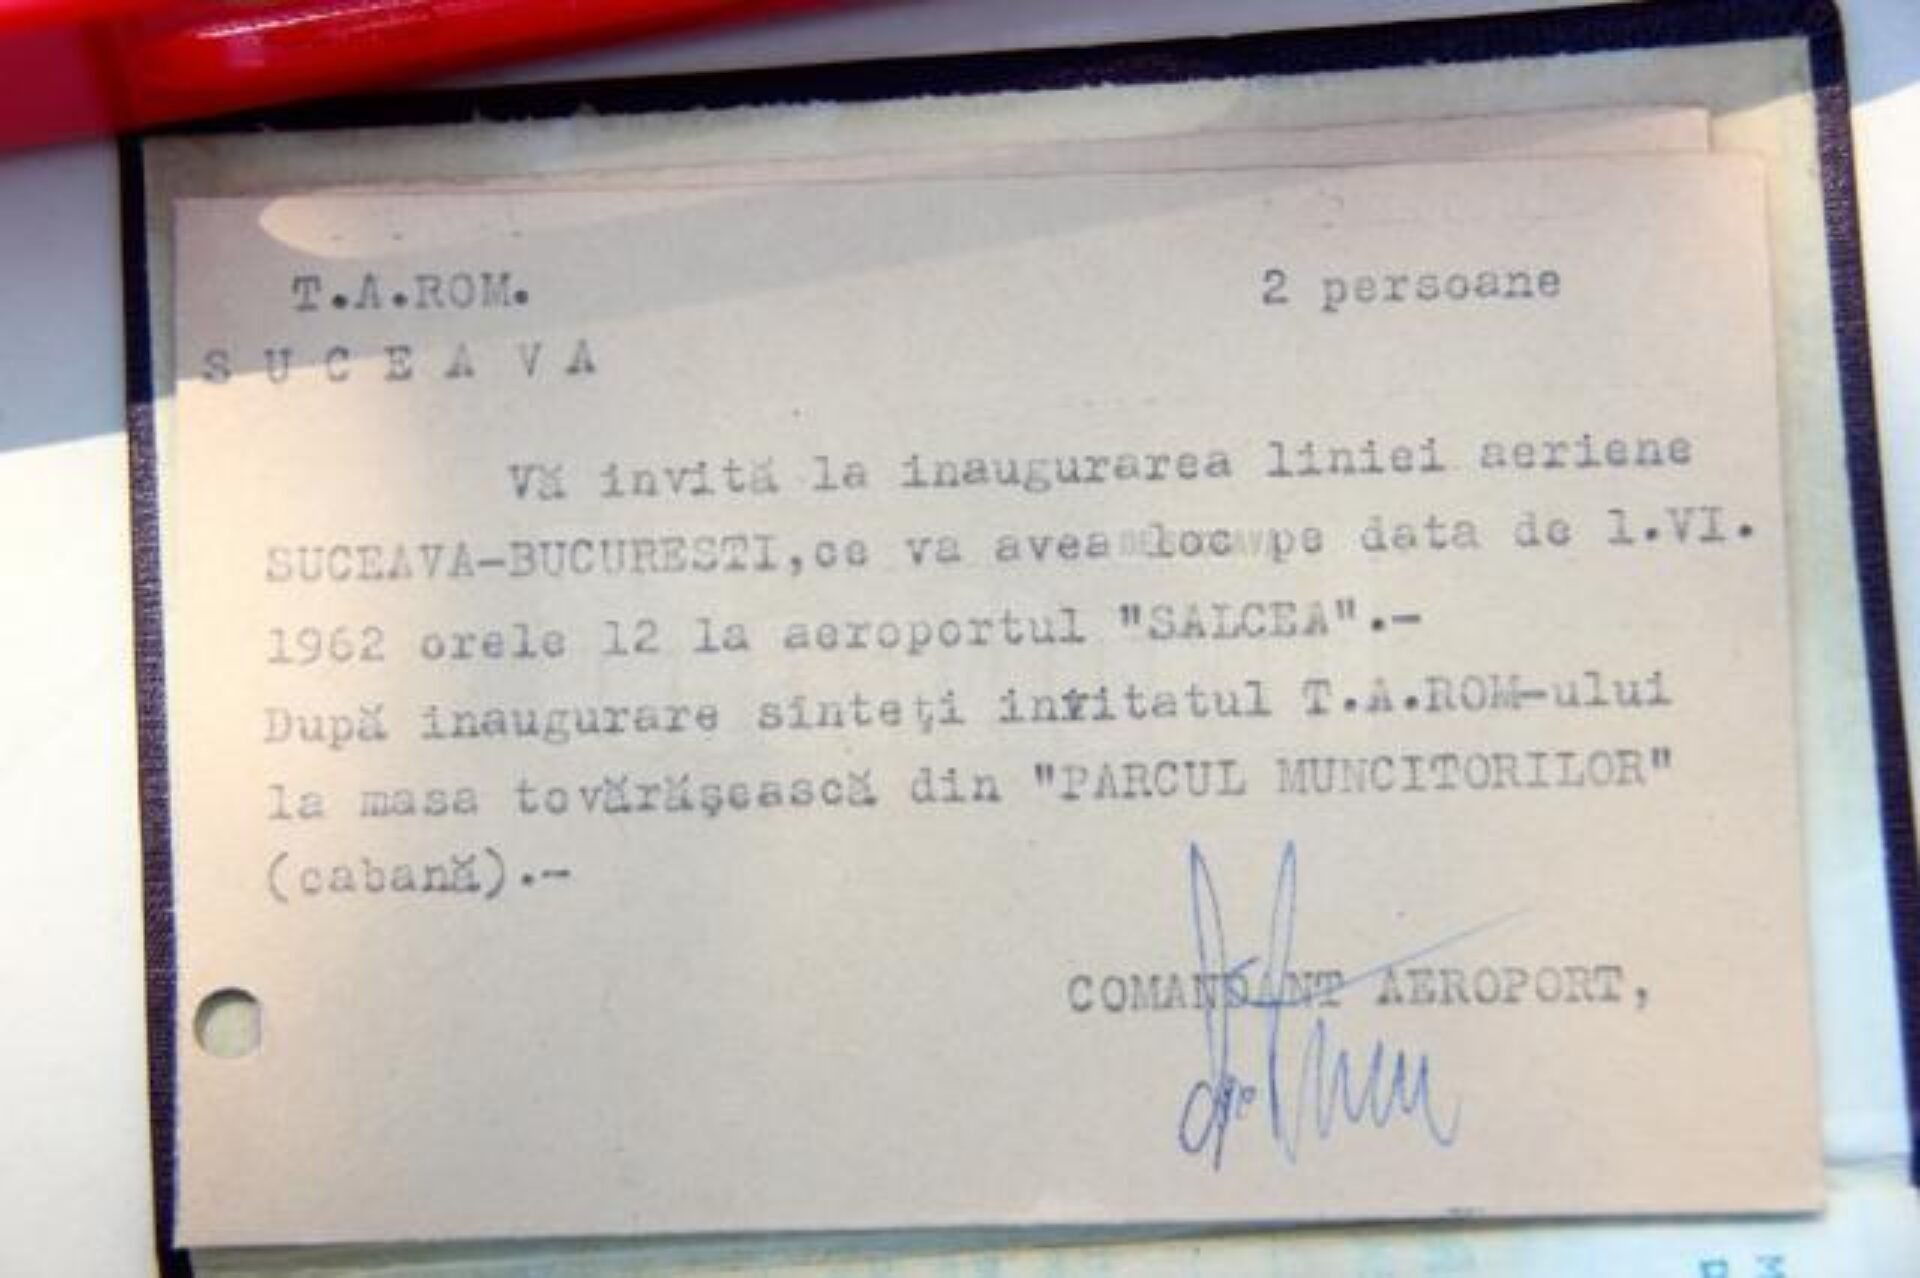 T.A.ROM.
2 persoane
S U C E A V A
Vă invită la inaugurarea liniei aeriene
SUCEAVA-BUCURESTI,ce va avea loc pe data de 1.VI.
1962 orele 12 la aeroportul "SALCEA".-
După inaugurare sînteți invitatul T.A.ROM-ului
la masa tovărășească din "PARCUL MUNCITORILOR"
(cabană).-
COMANDANT AEROPORT,